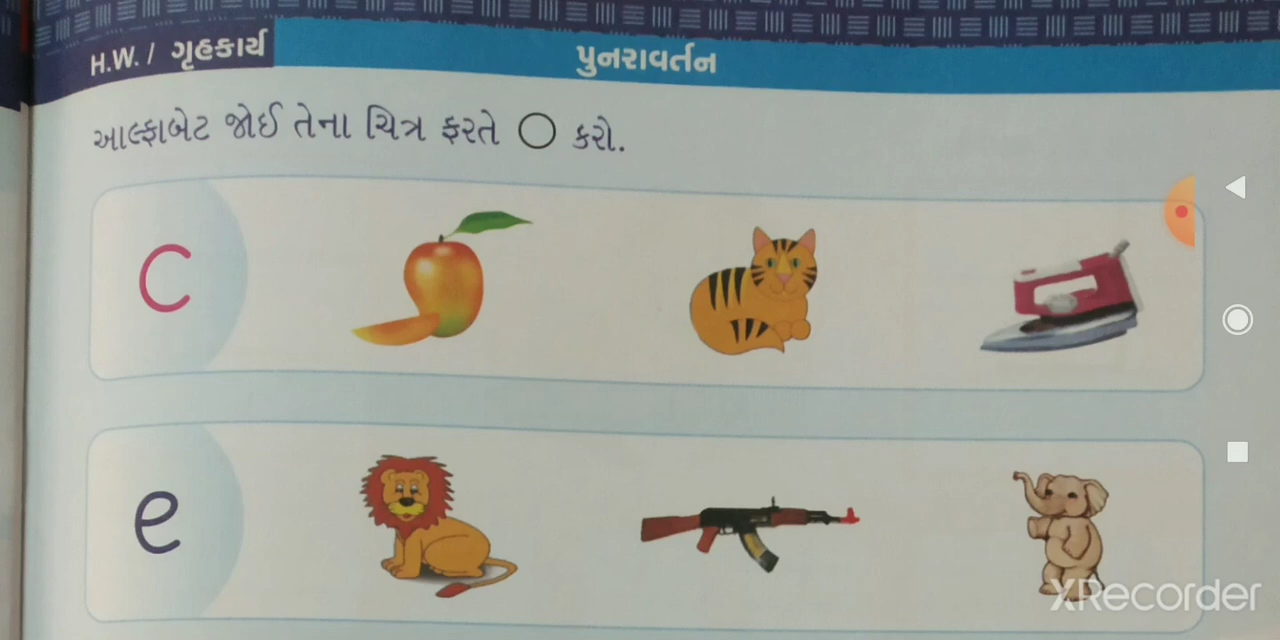 H.W. / ગૃહકાર્ય
પુનરાવર્તન
આલ્ફાબેટ જોઈ તેના ચિત્ર ફરતે ◯ કરો.
c
e
XRecorder